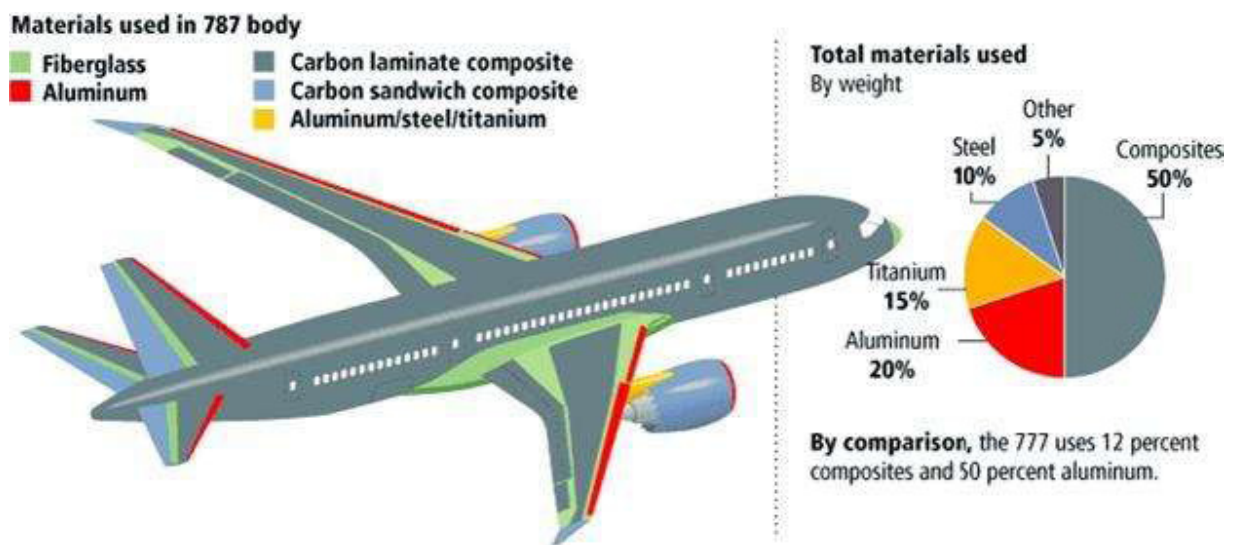 Materials used in 787 body
Fiberglass
Aluminum
Carbon laminate composite
Carbon sandwich composite
Aluminum/steel/titanium
Total materials used
By weight
Other
5%
Steel
10%
Composites
50%
Titanium
15%
Aluminum
20%
By comparison, the 777 uses 12 percent
composites and 50 percent aluminum.